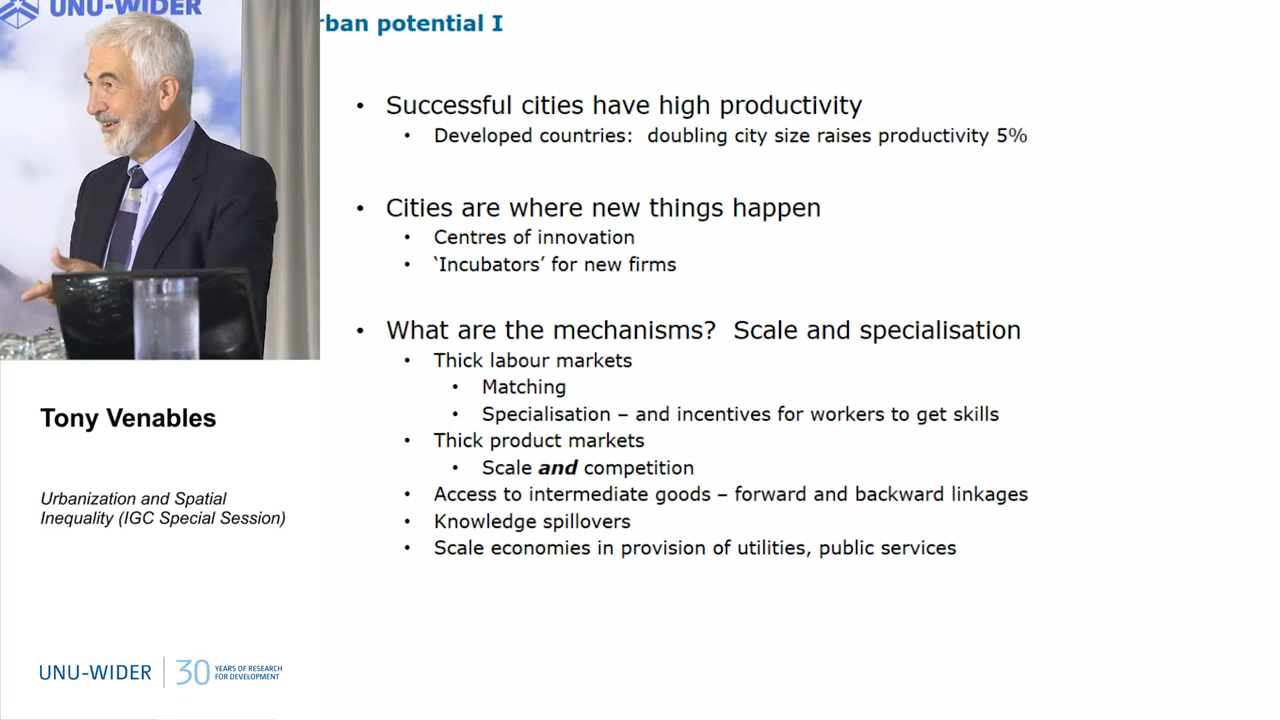 UNU-WIDER
rban potential I
• Successful cities have high productivity
• Developed countries: doubling city size raises productivity 5%
• Cities are where new things happen
• Centres of innovation
• ‘Incubators’ for new firms
• What are the mechanisms? Scale and specialisation
• Thick labour markets
• Matching
• Specialisation – and incentives for workers to get skills
• Thick product markets
• Scale and competition
• Access to intermediate goods – forward and backward linkages
• Knowledge spillovers
• Scale economies in provision of utilities, public services
Tony Venables
Urbanization and Spatial
Inequality (IGC Special Session)
UNU-WIDER
30 YEARS OF RESEARCH
FOR DEVELOPMENT